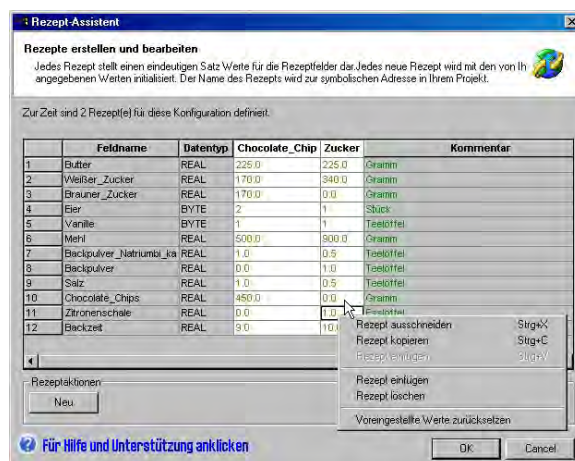 Rezept-Assistent
Rezepte erstellen und bearbeiten
Jedes Rezept stellt einen eindeutigen Satz Werte für die Rezeptfelder dar.Jedes neue Rezept wird mit den von Ih
angegebenen Werten initialisiert. Der Name des Rezepts wird zur symbolischen Adresse in Ihrem Projekt.
Zur Zeit sind 2 Rezept(e) für diese Konfiguration definiert.
Feldname Datentyp Chocolate_Chip Zucker Kommentar
1 Butter REAL 225.0 225.0 Gramm
2 Weißer_Zucker REAL 170.0 340.0 Gramm
3 Brauner_Zucker REAL 170.0 0.0 Gramm
4 Eier BYTE 2 1 Stück
5 Vanille BYTE 1 1 Teelöffel
6 Mehl REAL 500.0 900.0 Gramm
7 Backpulver_Natriumbi_ka REAL 1.0 0.5 Teelöffel
8 Backpulver REAL 0.0 1.0 Teelöffel
9 Salz REAL 1.0 0.5 Teelöffel
10 Chocolate_Chips REAL 450.0 0.0 Gramm
11 Zitronenschale REAL 0.0 1.0
12 Backzeit REAL 9.0 10.
Rezept ausschneiden Strg+X
Rezept kopieren Strg+C
Rezept einfügen Strg+V
Rezept einfügen
Rezept löschen
Voreingestellte Werte zurücksetzen
Rezeptaktionen
Neu
Für Hilfe und Unterstützung anklicken
OK
Cancel